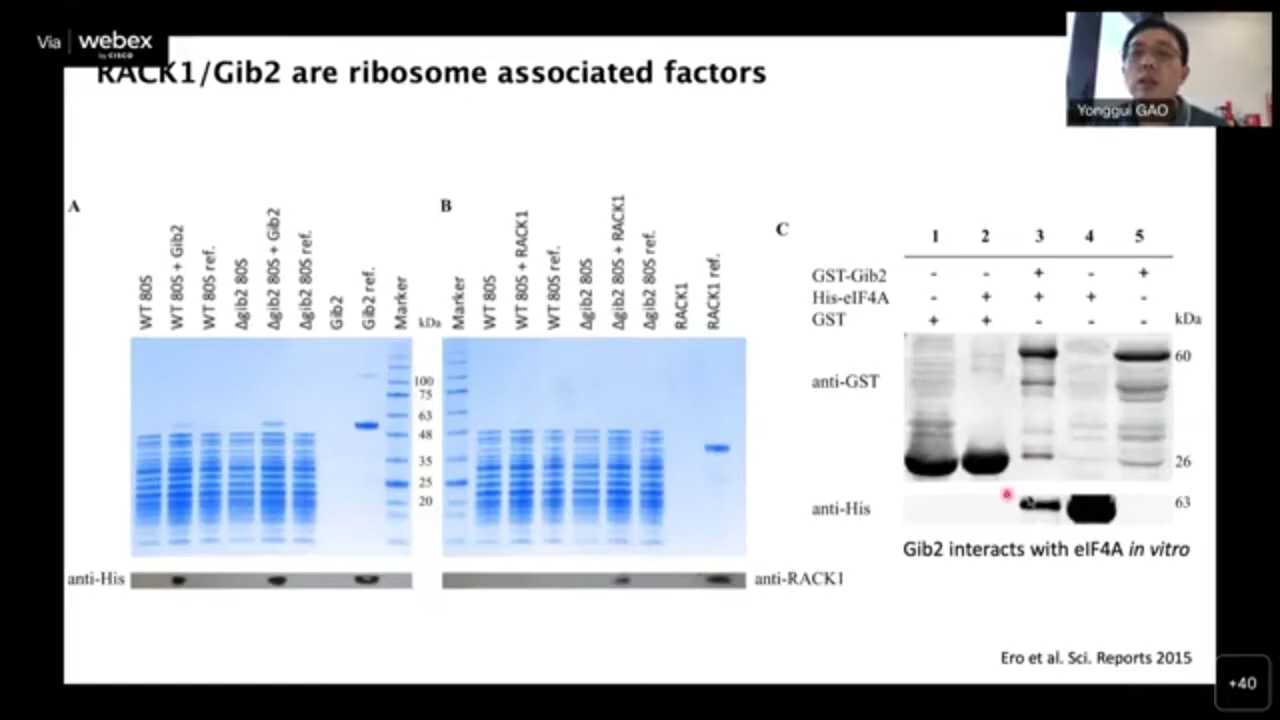 Via webex
by CISCO
RACK1/Gib2 are ribosome associated factors
Yonggui GAO
A
WT 80S
WT 80S + Gib2
WT 80S ref.
Δgib2 80S
Δgib2 80S + Gib2
Δgib2 80S ref.
Gib2
Gib2 ref.
Marker
kDa
100
75
63
48
35
25
20
anti-His
B
Marker
WT 80S
WT 80S + RACK1
WT 80S ref.
Δgib2 80S
Δgib2 80S + RACK1
Δgib2 80S ref.
RACK1
RACK1 ref.
anti-RACK1
C
1 2 3 4 5
GST-Gib2 - - + - +
His-eIF4A - + + + -
GST + + - - -
kDa
anti-GST
60
26
anti-His
63
Gib2 interacts with eIF4A in vitro
Ero et al. Sci. Reports 2015
+40